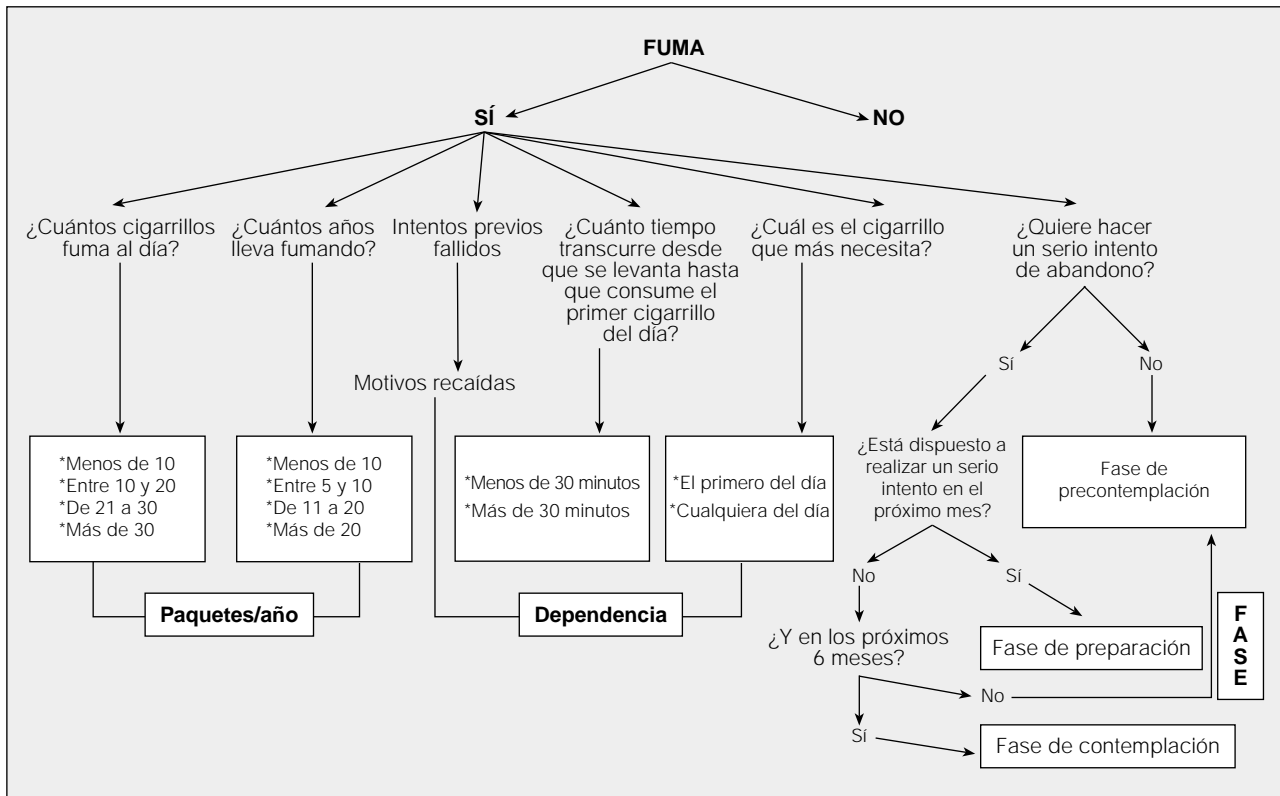 FUMA
SÍ
NO
¿Cuántos cigarrillos
fuma al día?
¿Cuántos años
lleva fumando?
Intentos previos
fallidos
¿Cuánto tiempo
transcurre desde
que se levanta hasta
que consume el
primer cigarrillo
del día?
¿Cuál es el cigarrillo
que más necesita?
¿Quiere hacer
un serio intento
de abandono?
Motivos recaídas
Sí
No
*Menos de 10
*Entre 10 y 20
*De 21 a 30
*Más de 30
*Menos de 10
*Entre 5 y 10
*De 11 a 20
*Más de 20
*Menos de 30 minutos
*Más de 30 minutos
*El primero del día
*Cualquiera del día
¿Está dispuesto a
realizar un serio
intento en el
próximo mes?
Fase de
precontemplación
Paquetes/año
Dependencia
No
Sí
¿Y en los próximos
6 meses?
Fase de preparación
F
A
S
E
No
Sí
Fase de contemplación